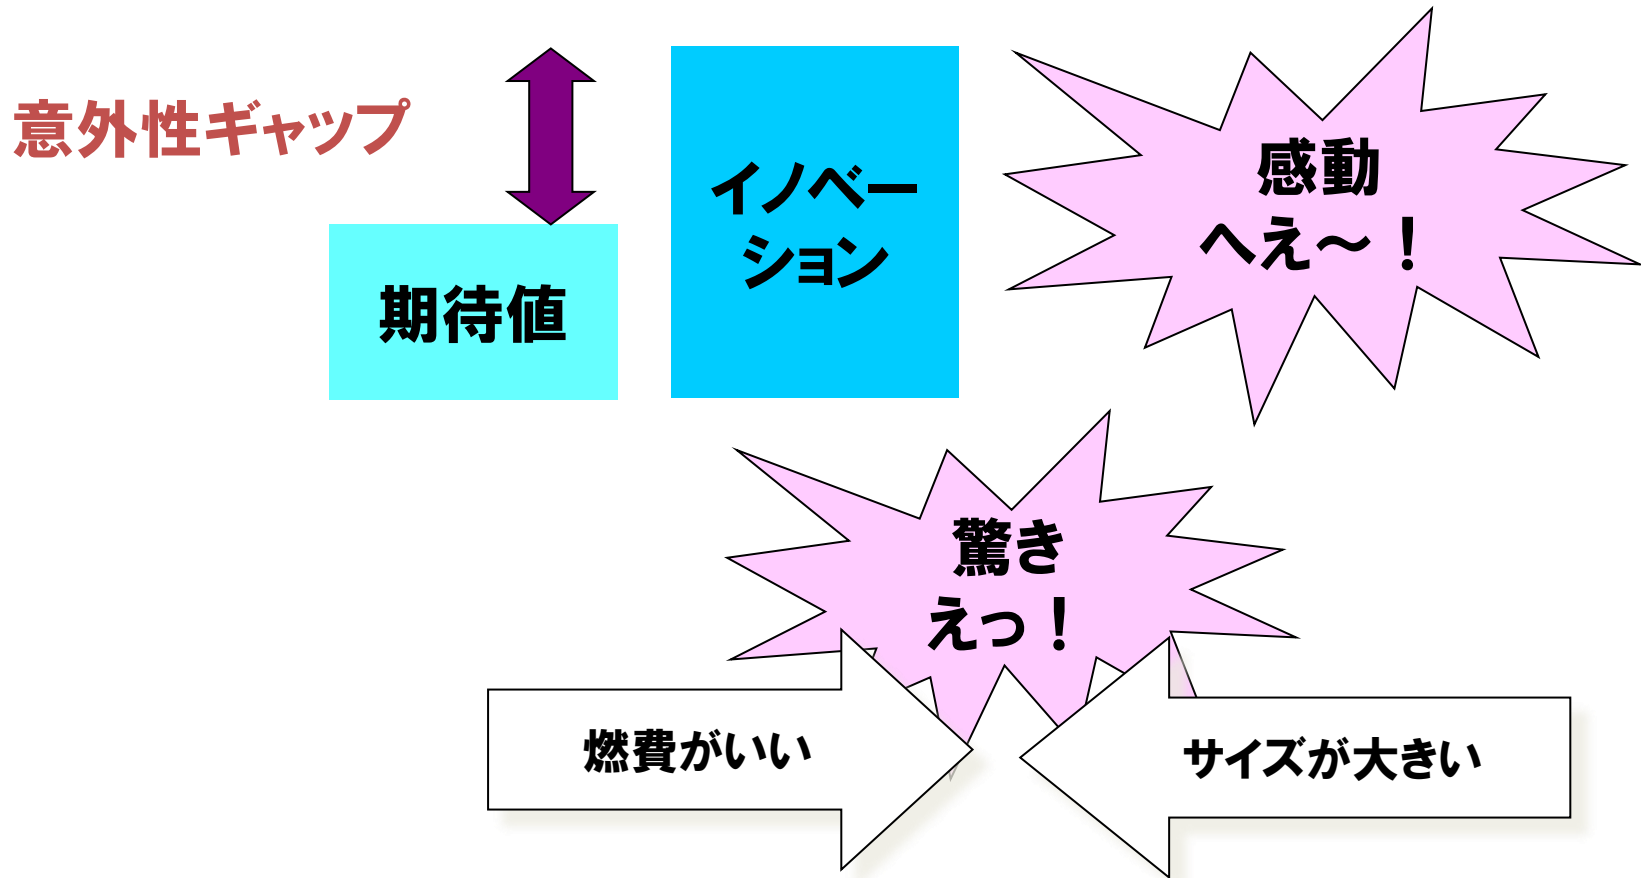 意外性ギャップ
期待値
イノベー
ション
感動
へえ～！
驚き
えっ！
燃費がいい
サイズが大きい